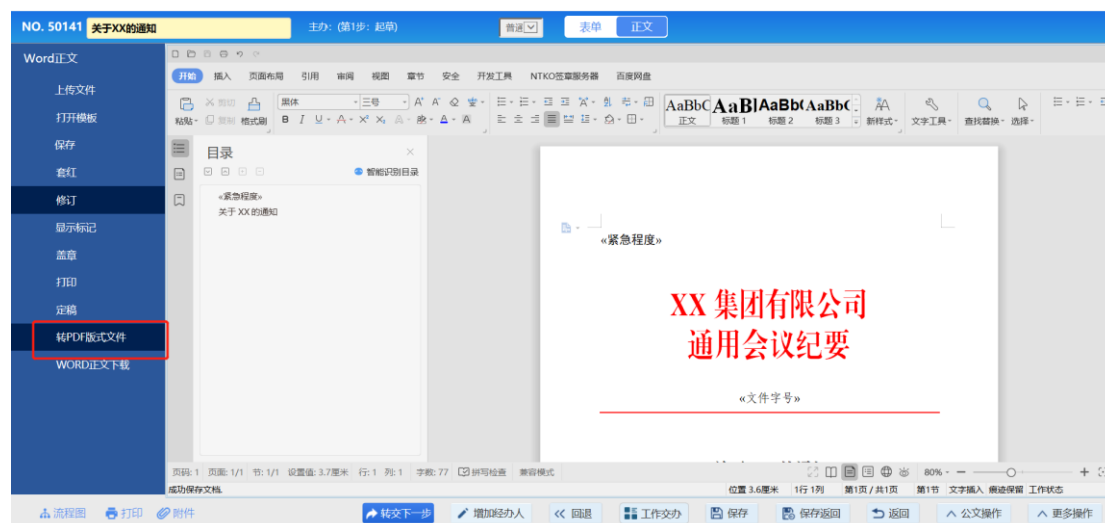 NO. 50141 关于XX的通知 主办: (第1步: 起草) 普通 表单 正文
Word正文
上传文件
打开模板
保存
套红
修订
显示标记
盖章
打印
定稿
转PDF版式文件
WORD正文下载
开始 插入 页面布局 引用 审阅 视图 章节 安全 开发工具 NTKO签章服务器 百度网盘
粘贴 剪切 复制 格式刷 黑体 三号
AaBbC AaBl AaBb( AaBb(
正文 标题 1 标题 2 标题 3 新样式 文字工具 查找替换 选择
目录
智能识别目录
«紧急程度»
关于 XX 的通知
«紧急程度»
XX 集团有限公司
通用会议纪要
«文件字号»
页码: 1 页面: 1/1 节: 1/1 设置值: 3.7厘米 行: 1 列: 1 字数: 77 拼写检查 兼容模式 80%
成功保存文档. 位置 3.6厘米 1行 1列 第1页 / 共1页 第1节 文字插入 痕迹保留 工作状态
流程图 打印 附件 转交下一步 增加经办人 回退 工作交办 保存 保存返回 返回 公文操作 更多操作